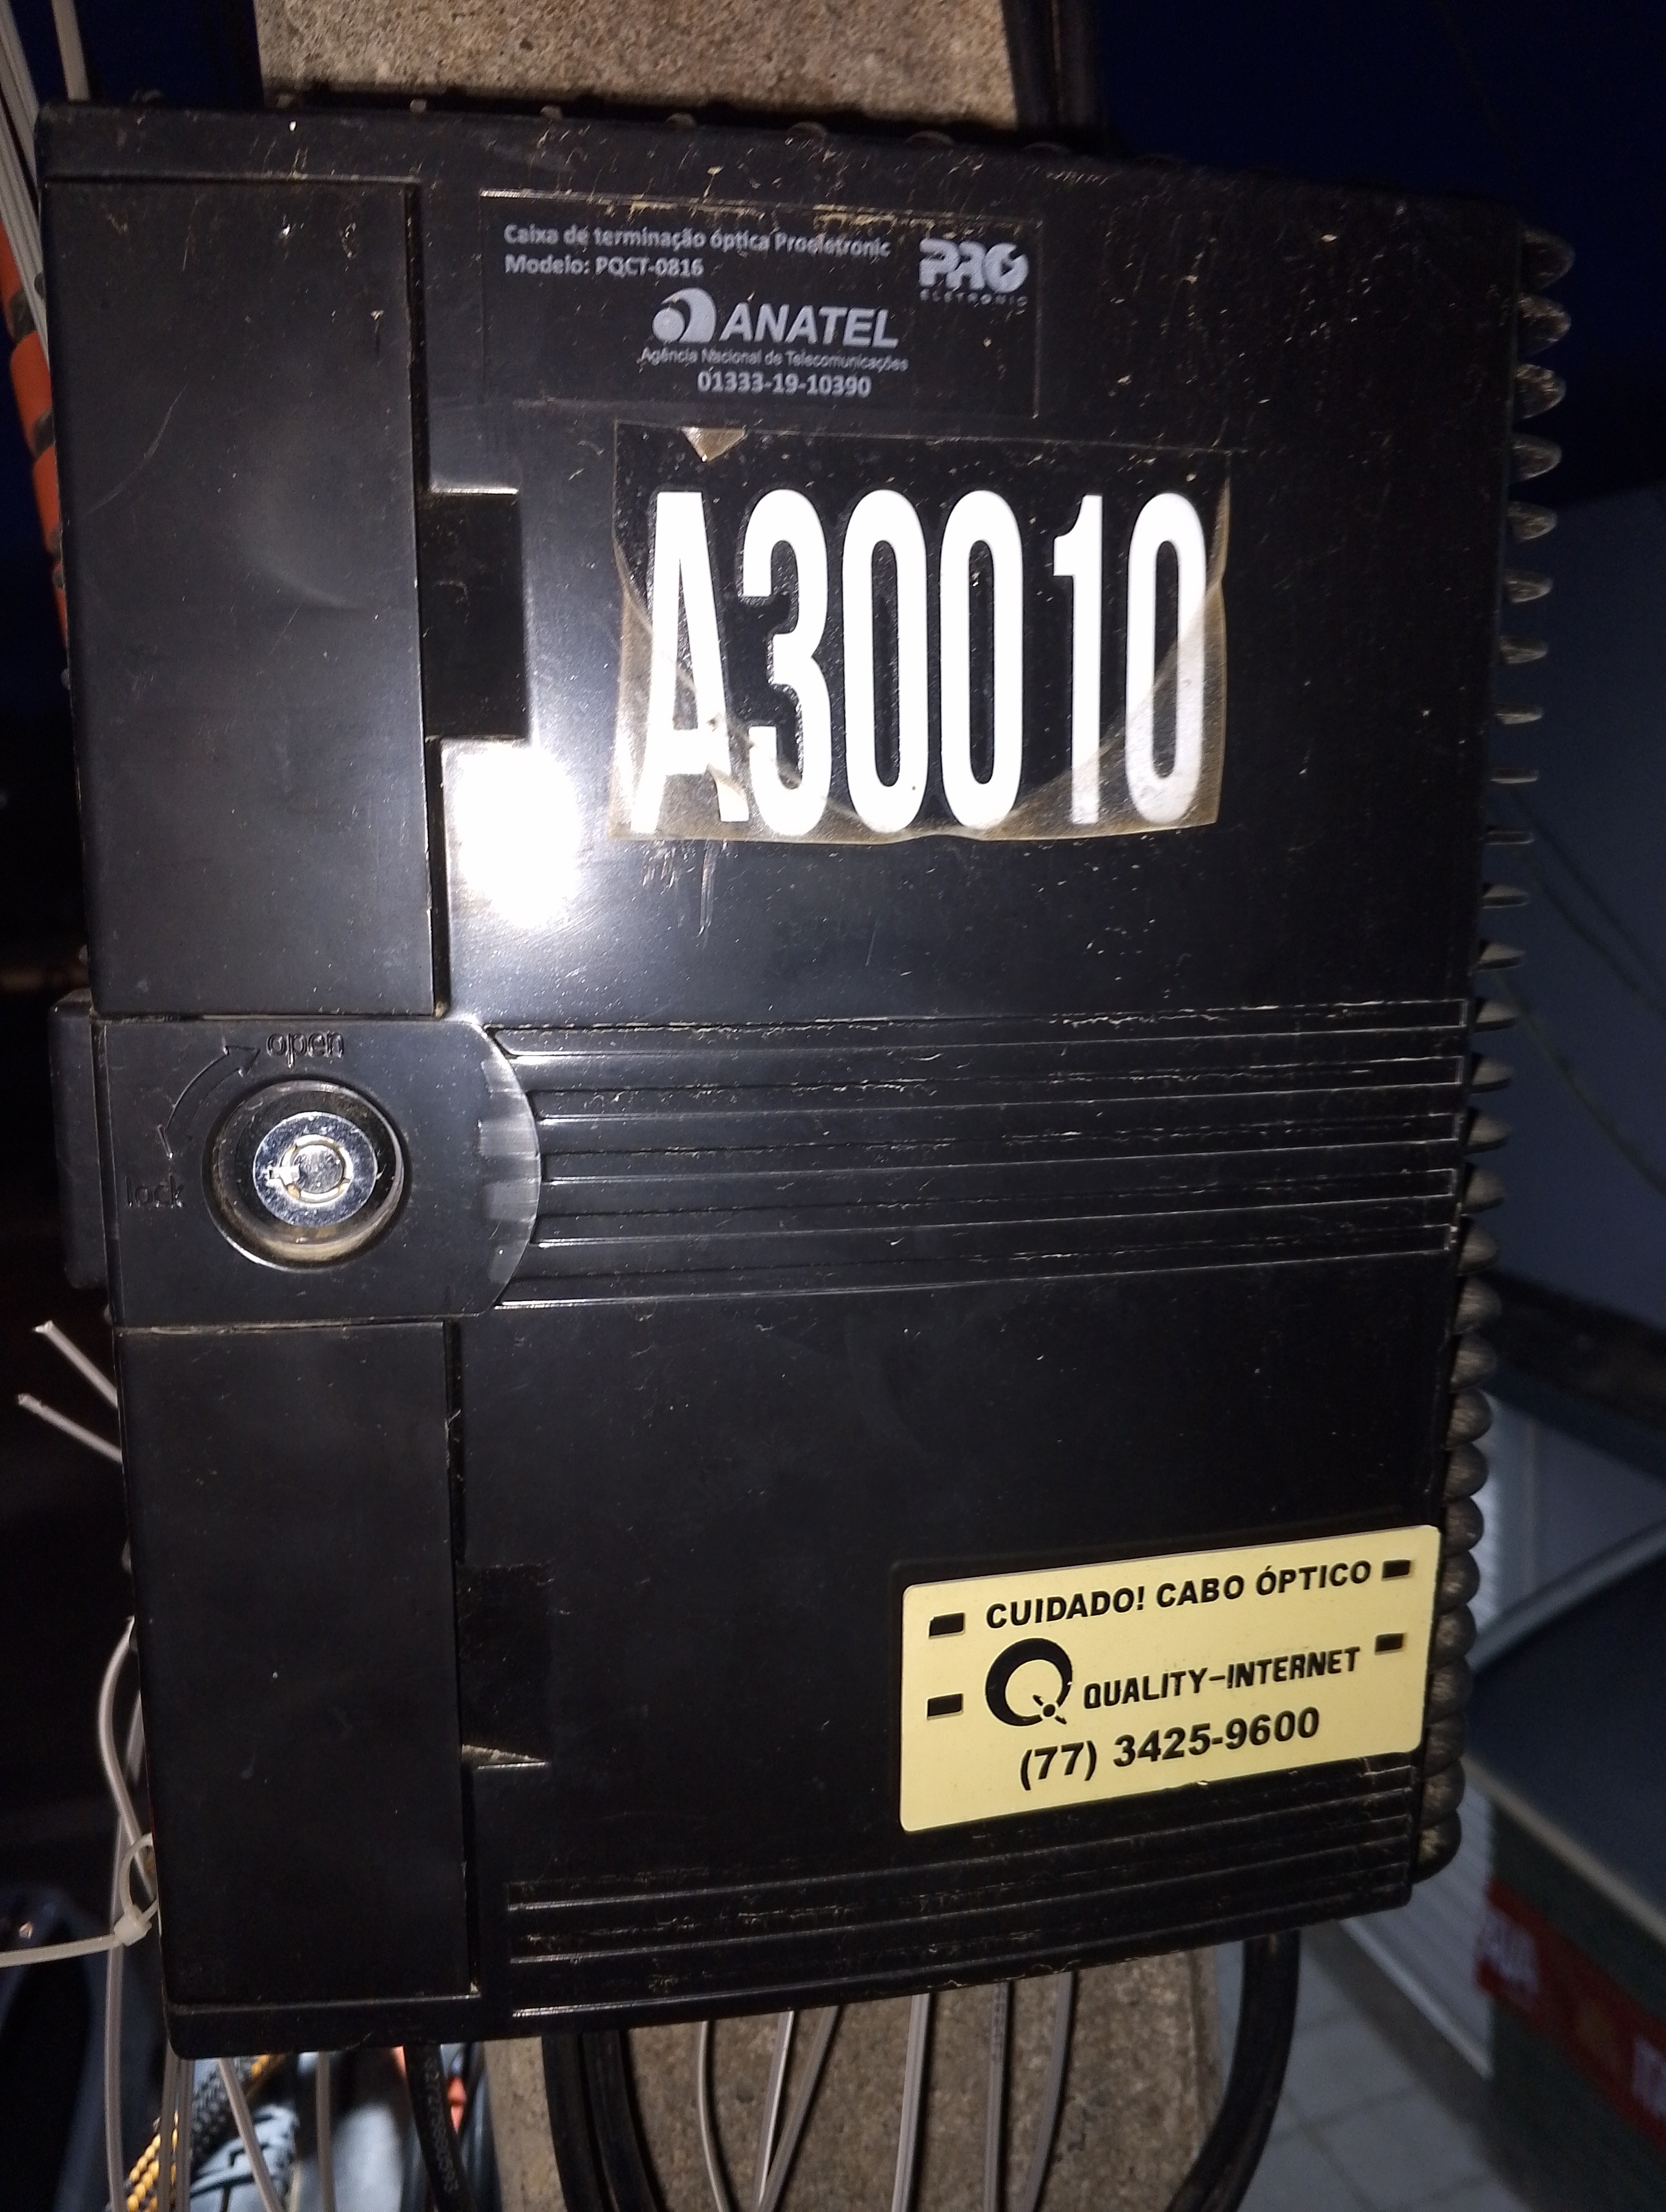 Caixa de terminação óptica Proeletronic
Modelo: PQCT-0816
PRO
ELETRONIC
ANATEL
Agência Nacional de Telecomunicações
01333-19-10390
A30010
open
lock
CUIDADO! CABO ÓPTICO
QUALITY-INTERNET
(77) 3425-9600